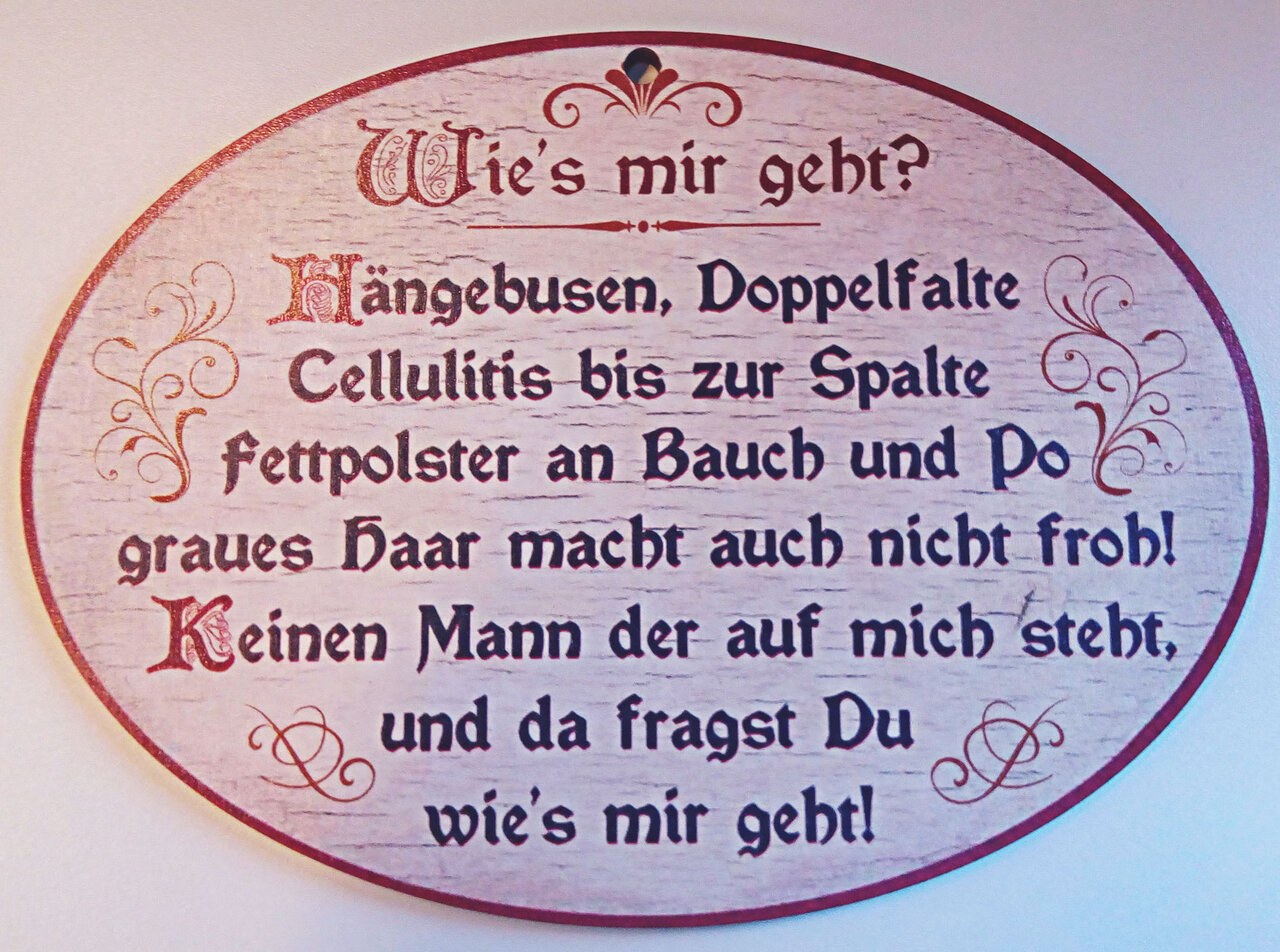 Wie's mir geht?
Hängebusen, Doppelfalte
Cellulitis bis zur Spalte
Fettpolster an Bauch und Po
graues Haar macht auch nicht froh!
Keinen Mann der auf mich steht,
und da fragst Du
wie's mir geht!